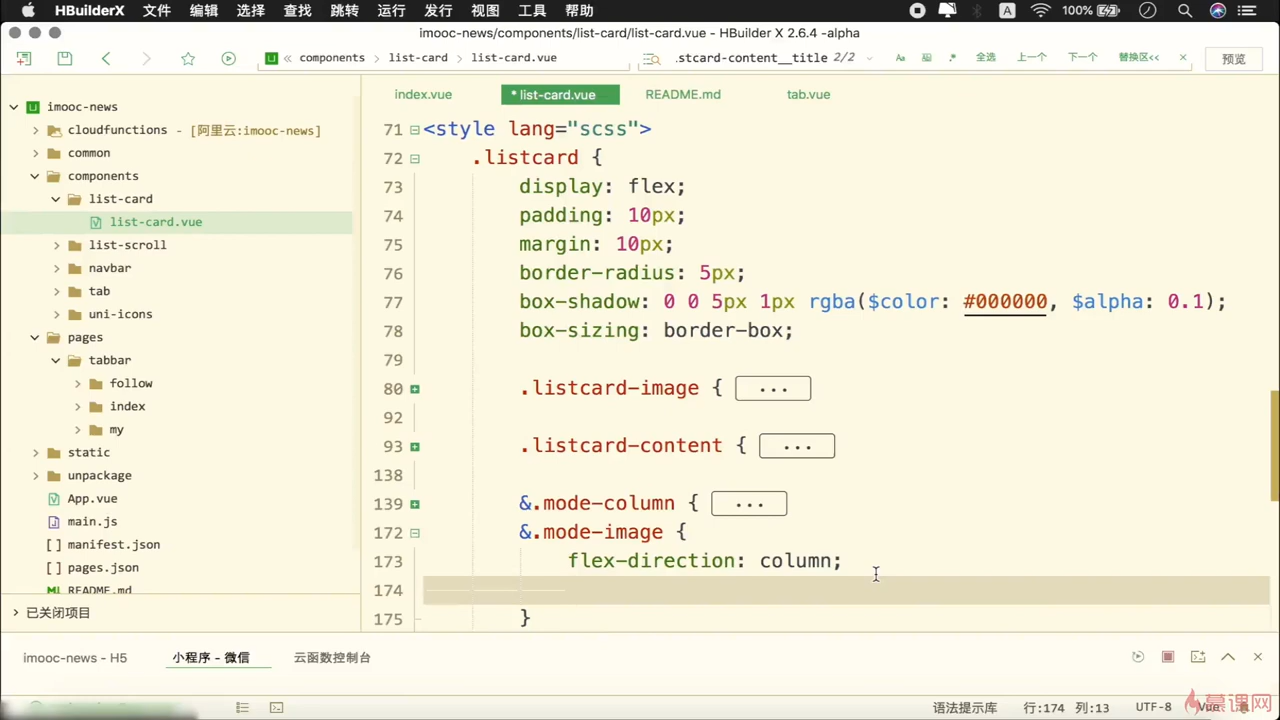 HBuilderX 文件 编辑 选择 查找 跳转 运行 发行 视图 工具 帮助 A 100%
imooc-news/components/list-card/list-card.vue - HBuilder X 2.6.4 -alpha
« components › list-card › list-card.vue .stcard-content__title 2/2 Aa .* 全选 上一个 下一个 替换区<< 预览
index.vue * list-card.vue README.md tab.vue
imooc-news
cloudfunctions - [阿里云:imooc-news]
common
components
list-card
list-card.vue
list-scroll
navbar
tab
uni-icons
pages
tabbar
follow
index
my
static
unpackage
App.vue
main.js
[ ] manifest.json
[ ] pages.json
README.md
已关闭项目
71 <style lang="scss">
72 .listcard {
73 display: flex;
74 padding: 10px;
75 margin: 10px;
76 border-radius: 5px;
77 box-shadow: 0 0 5px 1px rgba($color: #000000, $alpha: 0.1);
78 box-sizing: border-box;
79
80 .listcard-image { ...
92
93 .listcard-content { ...
138
139 &.mode-column { ...
172 &.mode-image {
173 flex-direction: column;
174
175 }
imooc-news - H5 小程序 - 微信 云函数控制台
语法提示库 行:174 列:13 UTF-8 Vue
慕课网